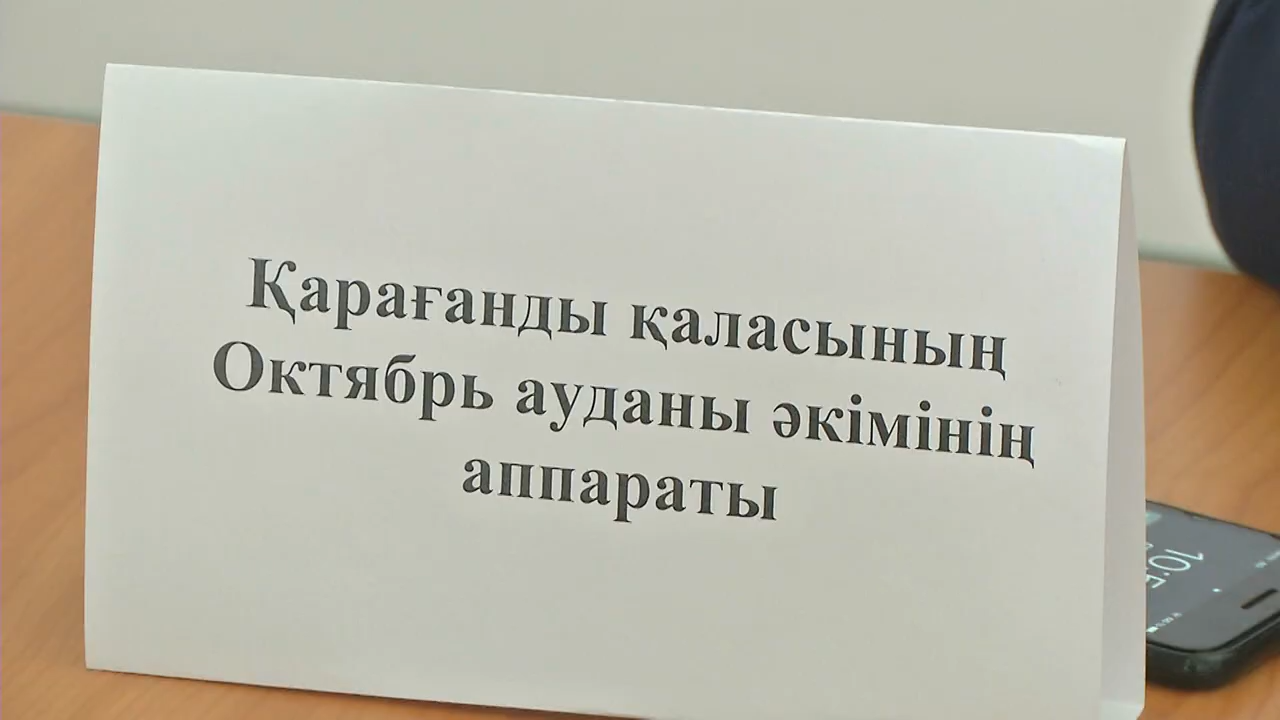 Қарағанды қаласының
Октябрь ауданы әкімінің
аппараты